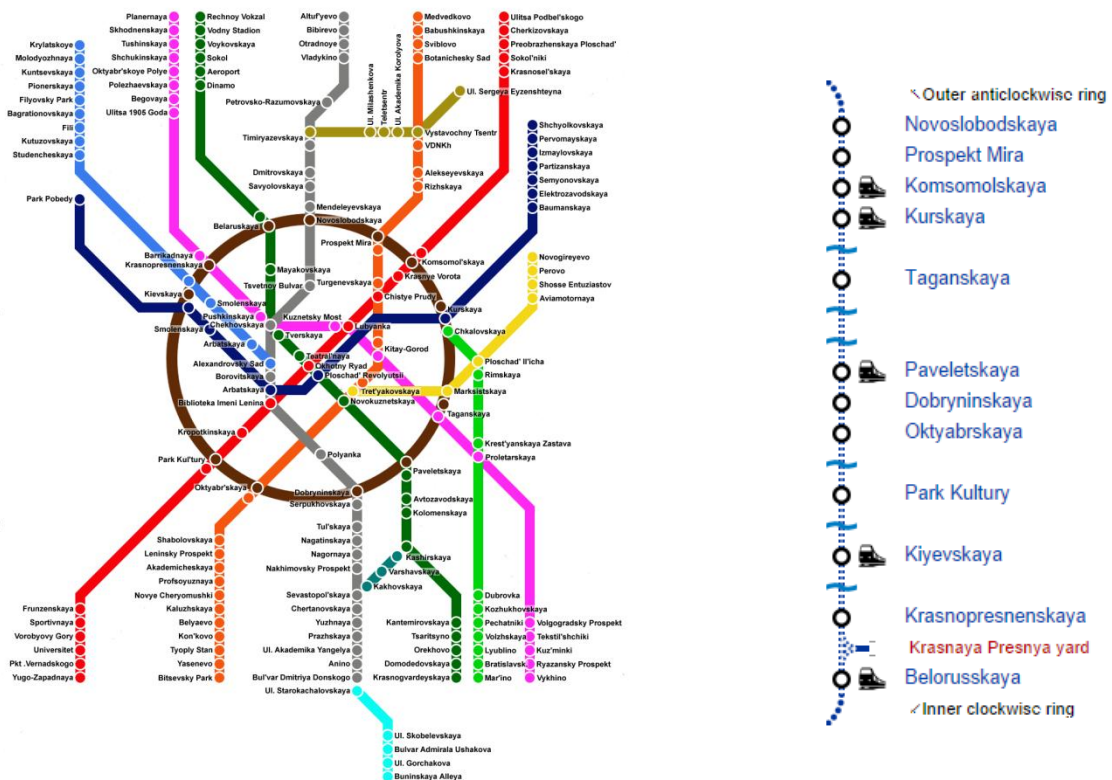 Planernaya
Skhodnenskaya
Tushinskaya
Shchukinskaya
Oktyabr'skoye Polye
Polezhaevskaya
Begovaya
Ulitsa 1905 Goda
Rechnoy Vokzal
Vodny Stadion
Voykovskaya
Sokol
Aeroport
Dinamo
Altuf'yevo
Bibirevo
Otradnoye
Vladykino
Petrovsko-Razumovskaya
Timiryazevskaya
Dmitrovskaya
Savyolovskaya
Mendeleyevskaya
Novoslobodskaya
Medvedkovo
Babushkinskaya
Sviblovo
Botanichesky Sad
Ul. Milashenkova
Teletsentr
Ul. Akademika Korolyova
Ul. Sergeya Eyzenshteyna
Vystavochny Tsentr
VDNKh
Alekseyevskaya
Rizhskaya
Prospekt Mira
Ulitsa Podbel'skogo
Cherkizovskaya
Preobrazhenskaya Ploschad'
Sokol'niki
Krasnosel'skaya
Krylatskoye
Molodyozhnaya
Kuntsevskaya
Pionerskaya
Filyovsky Park
Bagrationovskaya
Fili
Kutuzovskaya
Studencheskaya
Park Pobedy
Shchyolkovskaya
Pervomayskaya
Izmaylovskaya
Partizanskaya
Semyonovskaya
Elektrozavodskaya
Baumanskaya
Belaruskaya
Barrikadnaya
Krasnopresnenskaya
Kievskaya
Mayakovskaya
Tsvetnoy Bulvar
Turgenevskaya
Komsomol'skaya
Krasnye Vorota
Chistye Prudy
Novogireyevo
Perovo
Shosse Entuziastov
Aviamotornaya
Smolenskaya
Pushkinskaya
Chekhovskaya
Smolenskaya
Arbatskaya
Kuznetsky Most
Tverskaya
Lubyanka
Kurskaya
Chkalovskaya
Kitay-Gorod
Teatral'naya
Okhotny Ryad
Ploschad' Revolyutsii
Alexandrovsky Sad
Borovitskaya
Arbatskaya
Biblioteka Imeni Lenina
Tret'yakovskaya
Novokuznetskaya
Ploschad' Il'icha
Rimskaya
Marksistskaya
Taganskaya
Kropotkinskaya
Park Kul'tury
Oktyabr'skaya
Polyanka
Dobryninskaya
Serpukhovskaya
Paveletskaya
Krest'yanskaya Zastava
Proletarskaya
Avtozavodskaya
Kolomenskaya
Kashirskaya
Varshavskaya
Kakhovskaya
Shabolovskaya
Leninsky Prospekt
Akademicheskaya
Profsoyuznaya
Novye Cheryomushki
Kaluzhskaya
Belyaevo
Kon'kovo
Tyoply Stan
Yasenevo
Bitsevsky Park
Tul'skaya
Nagatinskaya
Nagornaya
Nakhimovsky Prospekt
Sevastopol'skaya
Chertanovskaya
Yuzhnaya
Prazhskaya
Ul. Akademika Yangelya
Anino
Bul'var Dmitriya Donskogo
Ul. Starokachalovskaya
Ul. Skobelevskaya
Bulvar Admirala Ushakova
Ul. Gorchakova
Buninskaya Alleya
Frunzenskaya
Sportivnaya
Vorobyovy Gory
Universitet
Pkt .Vernadskogo
Yugo-Zapadnaya
Kantemirovskaya
Tsaritsyno
Orekhovo
Domodedovskaya
Krasnogvardeyskaya
Dubrovka
Kozhukhovskaya
Pechatniki
Volzhskaya
Lyublino
Bratislavsk
Mar'ino
Volgogradsky Prospekt
Tekstil'shchiki
Kuz'minki
Ryazansky Prospekt
Vykhino
Outer anticlockwise ring
Novoslobodskaya
Prospekt Mira
Komsomolskaya
Kurskaya
Taganskaya
Paveletskaya
Dobryninskaya
Oktyabrskaya
Park Kultury
Kiyevskaya
Krasnopresnenskaya
Krasnaya Presnya yard
Belorusskaya
Inner clockwise ring